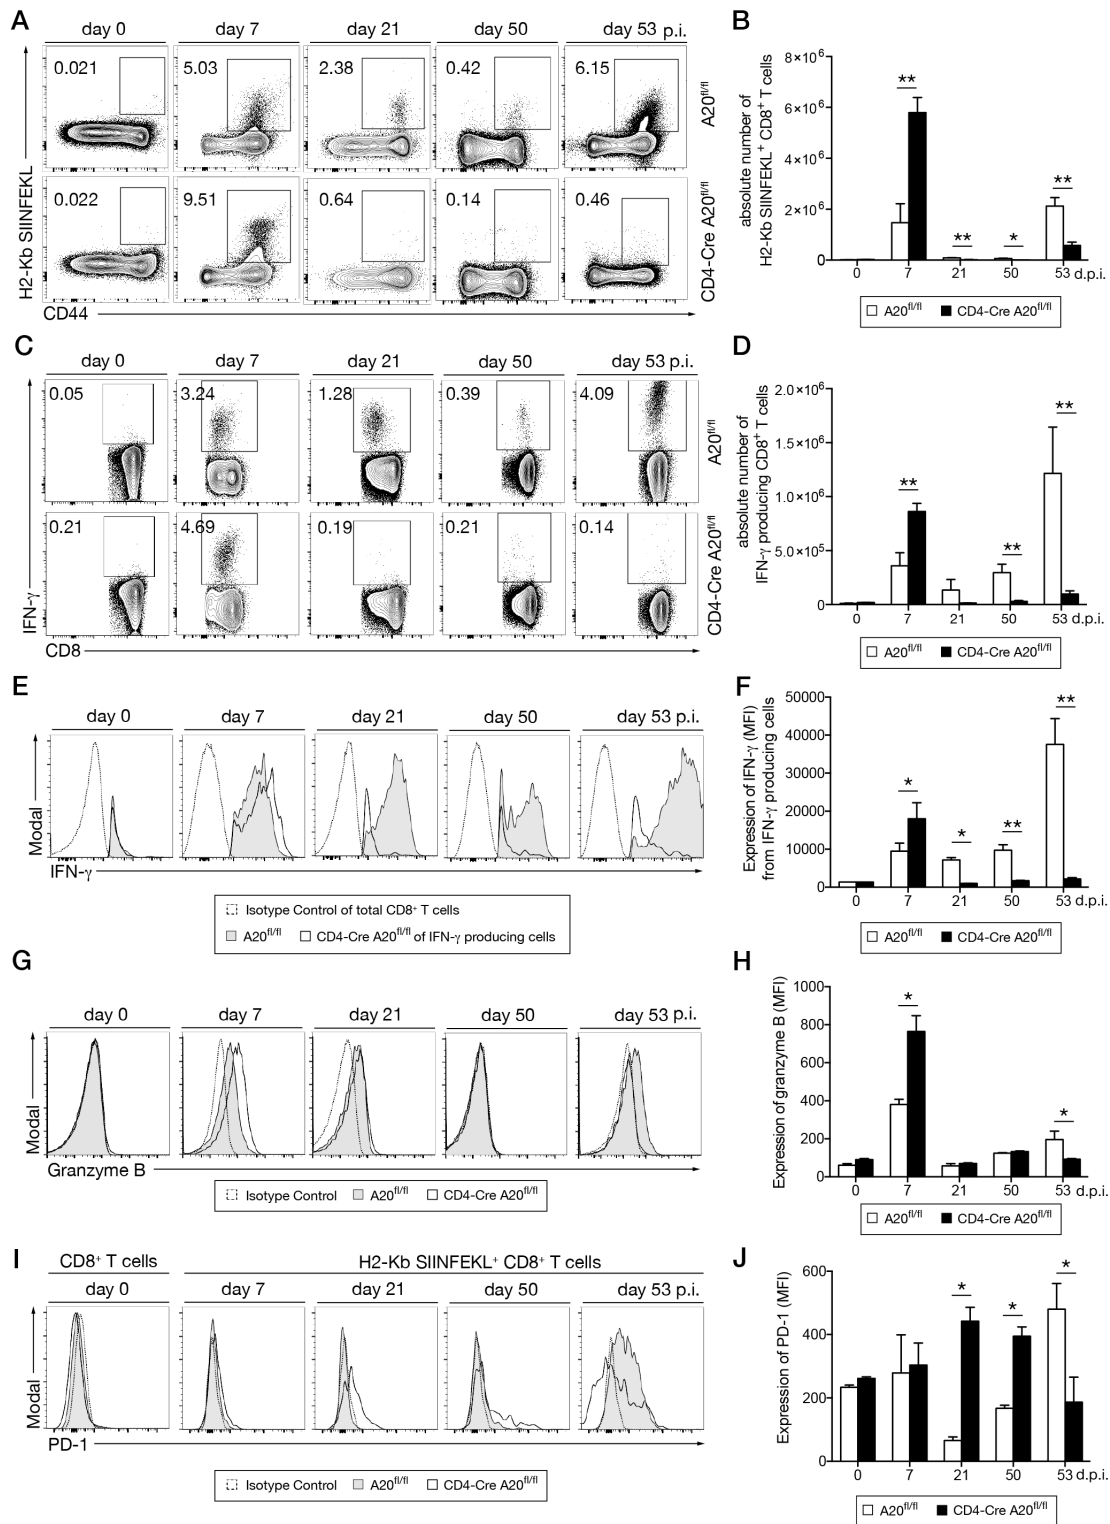 A
day 0 day 7 day 21 day 50 day 53 p.i.
0.021 5.03 2.38 0.42 6.15
A20fl/fl
0.022 9.51 0.64 0.14 0.46
CD4-Cre A20fl/fl
H2-Kb SIINFEKL
CD44
B
absolute number of
H2-Kb SIINFEKL+ CD8+ T cells
8×10⁶
6×10⁶
4×10⁶
2×10⁶
0
** ** * **
0 7 21 50 53 d.p.i.
A20fl/fl CD4-Cre A20fl/fl
C
day 0 day 7 day 21 day 50 day 53 p.i.
0.05 3.24 1.28 0.39 4.09
A20fl/fl
0.21 4.69 0.19 0.21 0.14
CD4-Cre A20fl/fl
IFN-γ
CD8
D
absolute number of
IFN-γ producing CD8+ T cells
2.0×10⁶
1.5×10⁶
1.0×10⁶
5.0×10⁵
0
** ** **
0 7 21 50 53 d.p.i.
A20fl/fl CD4-Cre A20fl/fl
E
day 0 day 7 day 21 day 50 day 53 p.i.
Modal
IFN-γ
Isotype Control of total CD8+ T cells
A20fl/fl CD4-Cre A20fl/fl of IFN-γ producing cells
F
Expression of IFN-γ (MFI)
from IFN-γ producing cells
50000
40000
30000
20000
10000
0
* * ** **
0 7 21 50 53 d.p.i.
A20fl/fl CD4-Cre A20fl/fl
G
day 0 day 7 day 21 day 50 day 53 p.i.
Modal
Granzyme B
Isotype Control A20fl/fl CD4-Cre A20fl/fl
H
Expression of granzyme B (MFI)
1000
800
600
400
200
0
* *
0 7 21 50 53 d.p.i.
A20fl/fl CD4-Cre A20fl/fl
I
CD8+ T cells H2-Kb SIINFEKL+ CD8+ T cells
day 0 day 7 day 21 day 50 day 53 p.i.
Modal
PD-1
Isotype Control A20fl/fl CD4-Cre A20fl/fl
J
Expression of PD-1 (MFI)
600
400
200
0
* * *
0 7 21 50 53 d.p.i.
A20fl/fl CD4-Cre A20fl/fl